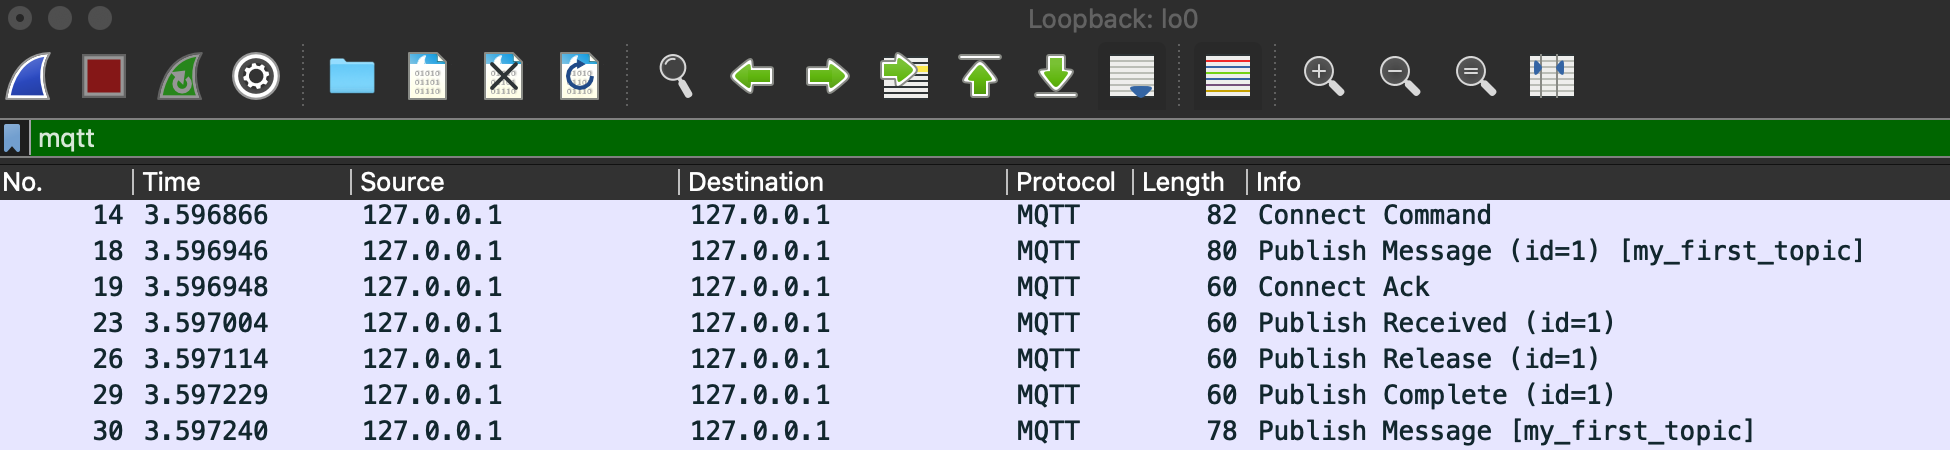 Loopback: lo0
mqtt
No. Time Source Destination Protocol Length Info
14 3.596866 127.0.0.1 127.0.0.1 MQTT 82 Connect Command
18 3.596946 127.0.0.1 127.0.0.1 MQTT 80 Publish Message (id=1) [my_first_topic]
19 3.596948 127.0.0.1 127.0.0.1 MQTT 60 Connect Ack
23 3.597004 127.0.0.1 127.0.0.1 MQTT 60 Publish Received (id=1)
26 3.597114 127.0.0.1 127.0.0.1 MQTT 60 Publish Release (id=1)
29 3.597229 127.0.0.1 127.0.0.1 MQTT 60 Publish Complete (id=1)
30 3.597240 127.0.0.1 127.0.0.1 MQTT 78 Publish Message [my_first_topic]